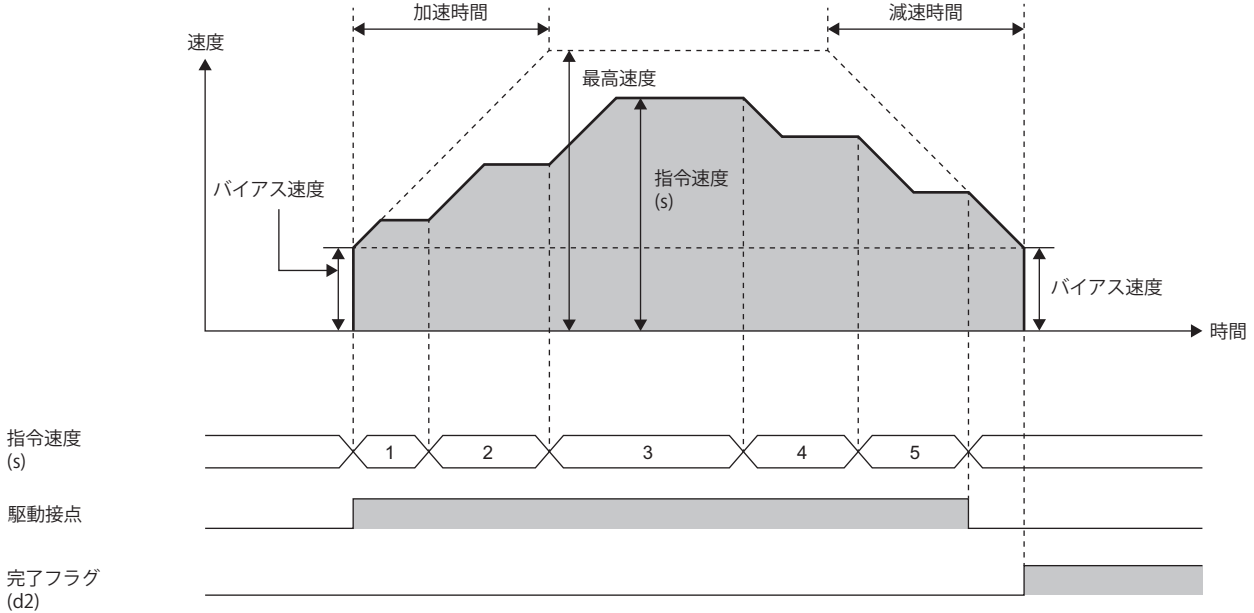 加速時間
減速時間
速度
最高速度
バイアス速度
指令速度
(s)
バイアス速度
時間
指令速度
(s)
1
2
3
4
5
駆動接点
完了フラグ
(d2)